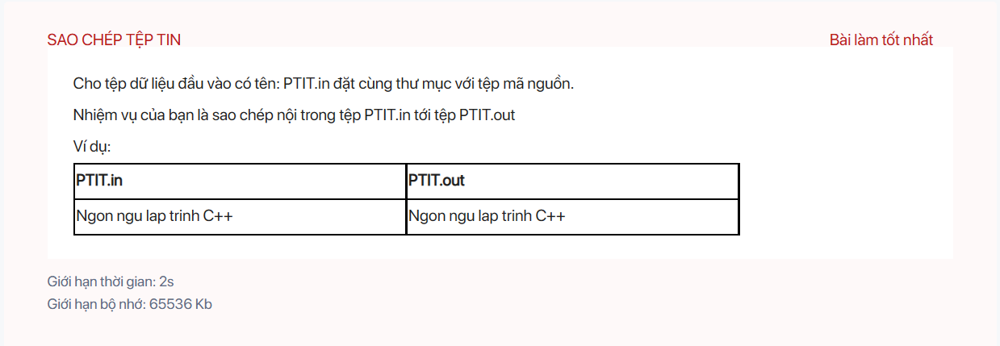 SAO CHÉP TỆP TIN
Bài làm tốt nhất
Cho tệp dữ liệu đầu vào có tên: PTIT.in đặt cùng thư mục với tệp mã nguồn.
Nhiệm vụ của bạn là sao chép nội trong tệp PTIT.in tới tệp PTIT.out
Ví dụ:
PTIT.in
PTIT.out
Ngon ngu lap trinh C++
Ngon ngu lap trinh C++
Giới hạn thời gian: 2s
Giới hạn bộ nhớ: 65536 Kb